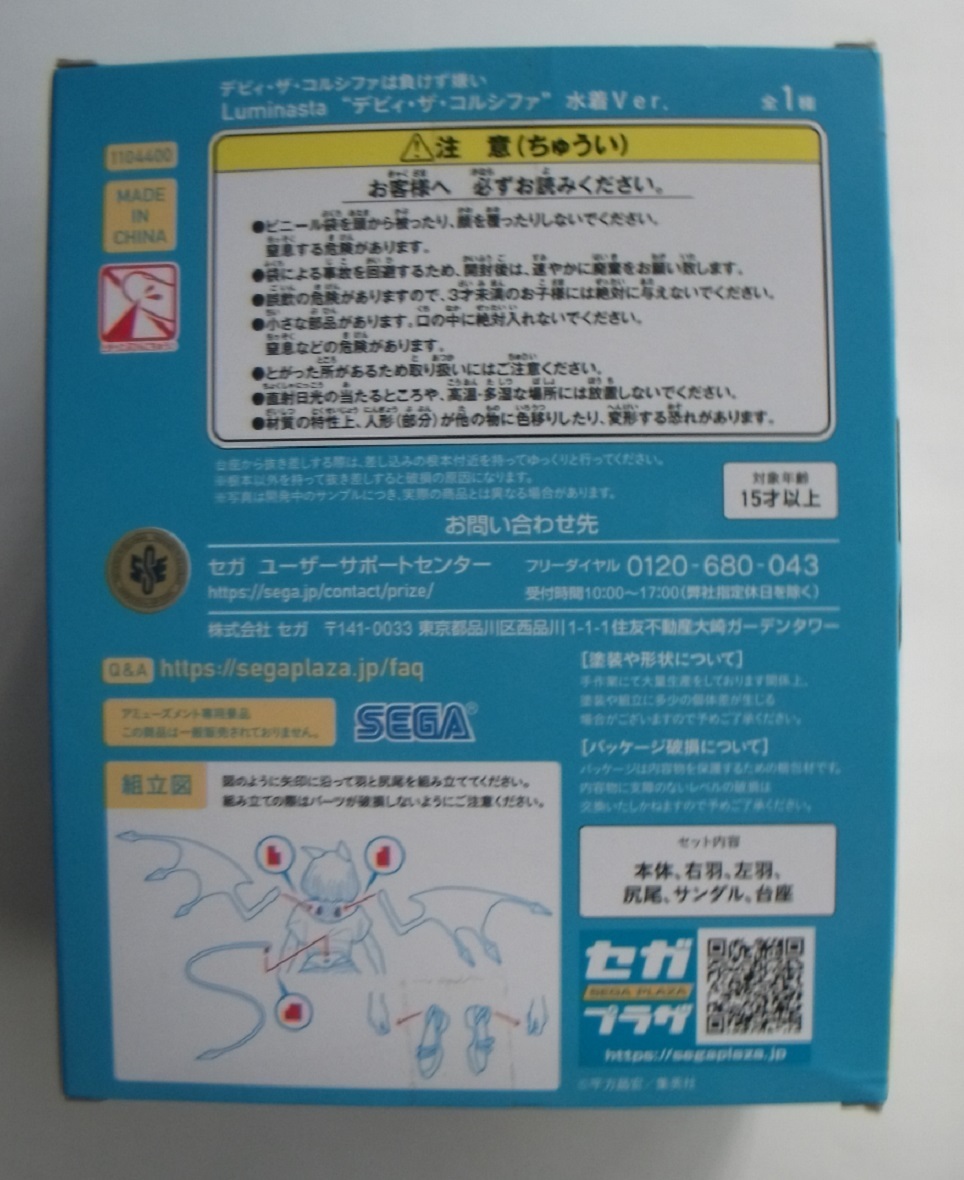 デビィ・ザ・コルシファは負けず嫌い
Luminasta “デビィ・ザ・コルシファ” 水着Ver.
全1種
1104400
MADE
IN
CHINA
注 意(ちゅうい)
お客様へ 必ずお読みください。
●ビニール袋を頭から被ったり、顔を覆ったりしないでください。
窒息する危険があります。
●袋による事故を回避するため、開封後は、速やかに廃棄をお願い致します。
●誤飲の危険がありますので、3才未満のお子様には絶対に与えないでください。
●小さな部品があります。口の中に絶対入れないでください。
窒息などの危険があります。
●とがった所があるため取り扱いにはご注意ください。
●直射日光の当たるところや、高温・多湿な場所には放置しないでください。
●材質の特性上、人形(部分)が他の物に色移りしたり、変形する恐れがあります。
台座から抜き差しする際は、差し込みの根本付近を持ってゆっくりと行ってください。
※根本以外を持って抜き差しすると破損の原因になります。
※写真は開発中のサンプルにつき、実際の商品とは異なる場合があります。
対象年齢
15才以上
お問い合わせ先
セガ ユーザーサポートセンター
フリーダイヤル 0120-680-043
https://sega.jp/contact/prize/
受付時間10:00〜17:00(弊社指定休日を除く)
株式会社 セガ 〒141-0033 東京都品川区西品川1-1-1住友不動産大崎ガーデンタワー
Q&A https://segaplaza.jp/faq
アミューズメント専用景品
この商品は一般販売されておりません。
SEGA®
[塗装や形状について]
手作業にて大量生産をしております関係上、
塗装や組立に多少の個体差が生じる
場合がございますので予めご了承ください。
[パッケージ破損について]
パッケージは内容物を保護するための梱包材です。
内容物に支障のないレベルの破損は
交換いたしかねますので予めご了承ください。
組立図
図のように矢印に沿って羽と尻尾を組み立ててください。
組み立ての際はパーツが破損しないようにご注意ください。
セット内容
本体、右羽、左羽、
尻尾、サンダル、台座
セガ
SEGA PLAZA
プラザ
https://segaplaza.jp
©平方昌宏/集英社